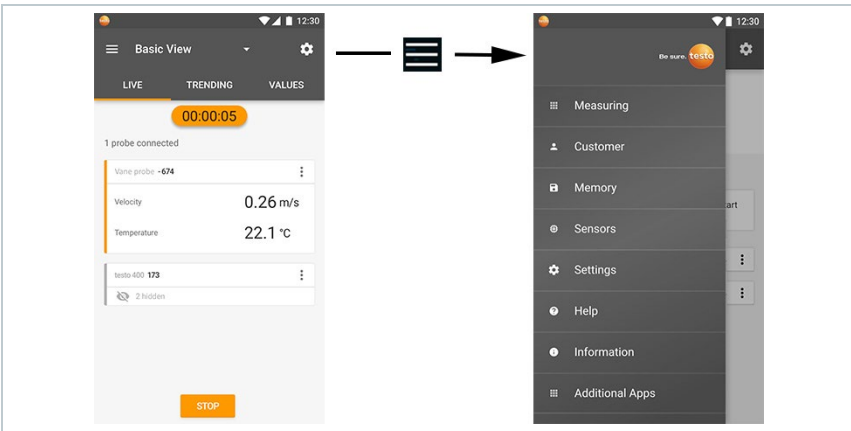 12:30
Basic View
LIVE TRENDING VALUES
00:00:05
1 probe connected
Vane probe -674
Velocity 0.26 m/s
Temperature 22.1 °C
testo 400 173
2 hidden
STOP
12:30
Be sure. testo
Measuring
Customer
Memory
art
Sensors
Settings
Help
Information
Additional Apps